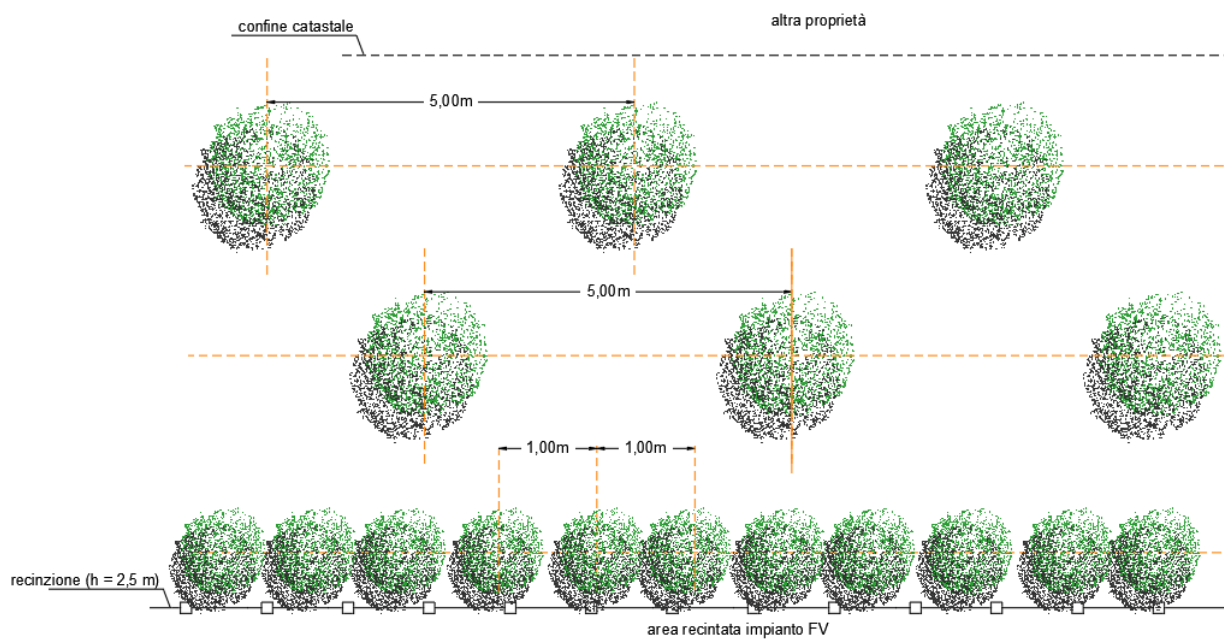 altra proprietà
confine catastale
5,00m
5,00m
1,00m
1,00m
recinzione (h = 2,5 m)
area recintata impianto FV